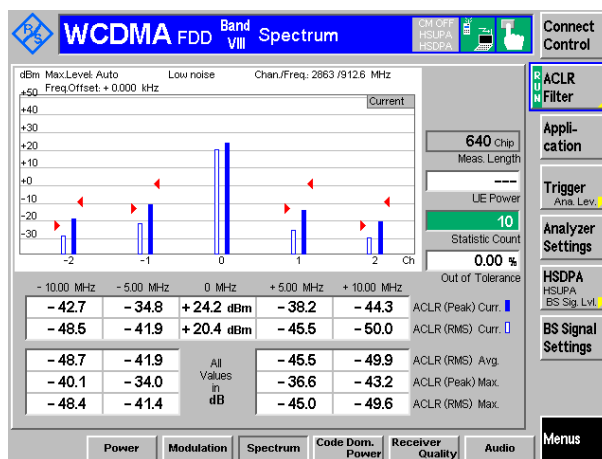 R S
WCDMA FDD Band VIII Spectrum
CM OFF
HSUPA
HSDPA
Connect Control
dBm Max.Level: Auto Low noise Chan./Freq.: 2863 /912.6 MHz
Freq.Offset: + 0.000 kHz
Current
+50
+40
+30
+20
+10
+0
-10
-20
-30
-2 -1 0 1 2 Ch
640 Chip
Meas. Length
---
UE Power
10
Statistic Count
0.00 %
Out of Tolerance
- 10.00 MHz - 5.00 MHz 0 MHz + 5.00 MHz + 10.00 MHz
- 42.7 - 34.8 + 24.2 dBm - 38.2 - 44.3 ACLR (Peak) Curr.
- 48.5 - 41.9 + 20.4 dBm - 45.5 - 50.0 ACLR (RMS) Curr.
- 48.7 - 41.9 - 45.5 - 49.9 ACLR (RMS) Avg.
- 40.1 - 34.0 - 36.6 - 43.2 ACLR (Peak) Max.
- 48.4 - 41.4 - 45.0 - 49.6 ACLR (RMS) Max.
All
Values
in
dB
RUN
ACLR
Filter
Appli-
cation
Trigger
Ana. Lev.
Analyzer
Settings
HSDPA
HSUPA
BS Sig. Lvl.
BS Signal
Settings
Menus
Power Modulation Spectrum Code Dom. Power Receiver Quality Audio